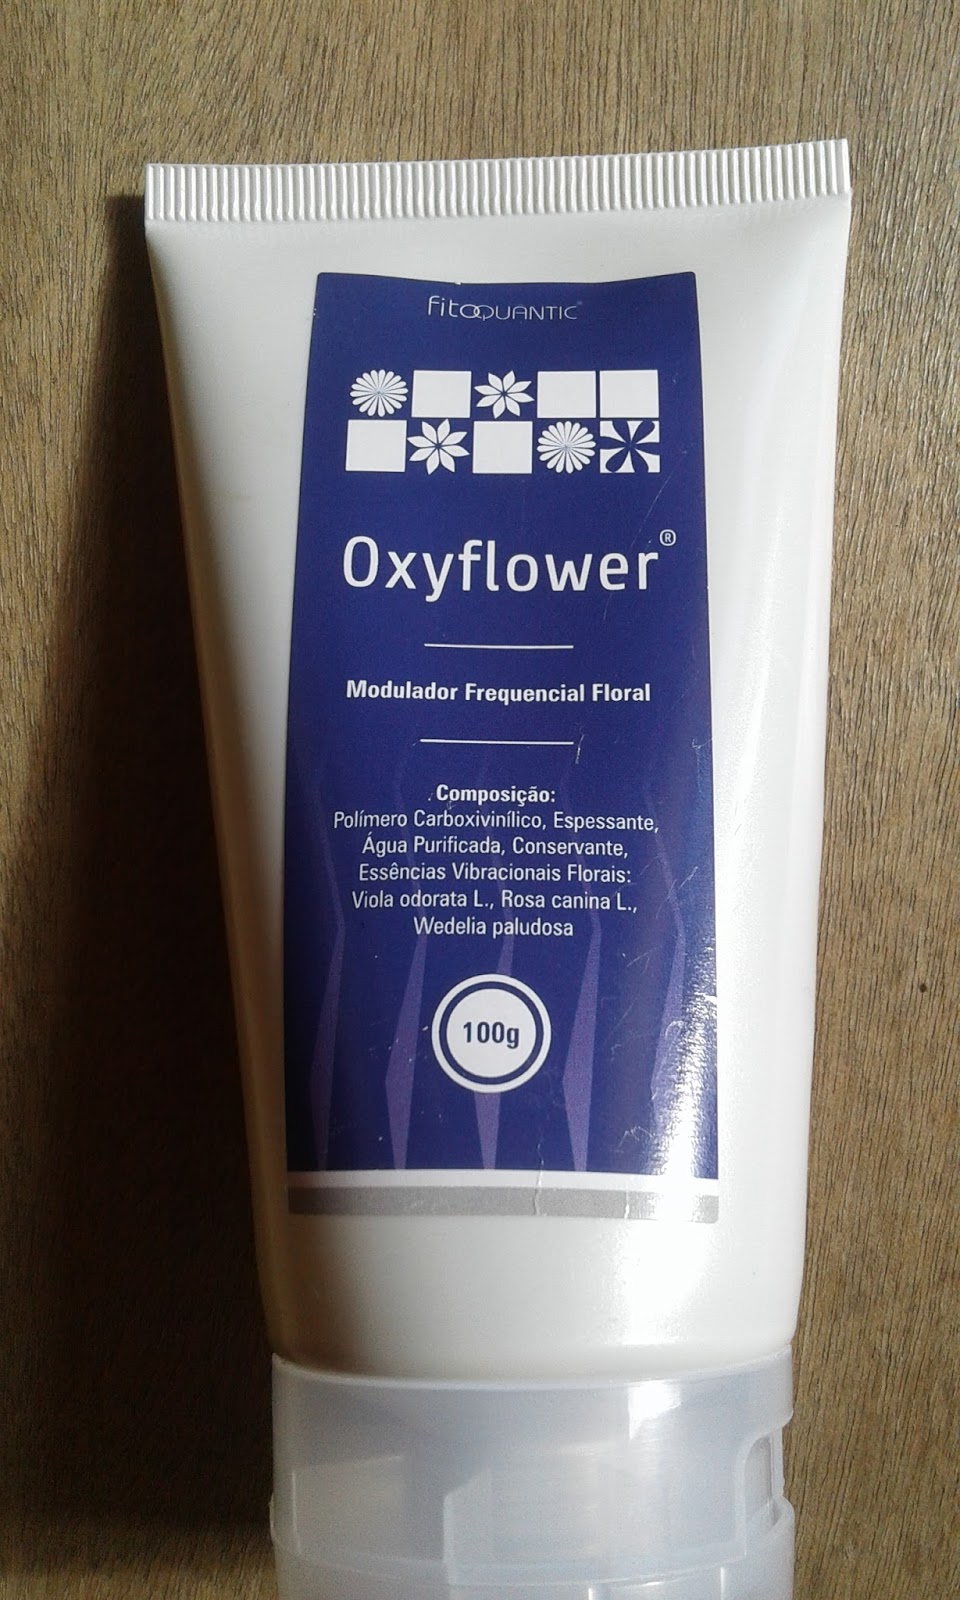 fitoQUÂNTIC®
Oxyflower®
Modulador Frequencial Floral
Composição:
Polímero Carboxivinílico, Espessante,
Água Purificada, Conservante,
Essências Vibracionais Florais:
Viola odorata L., Rosa canina L.,
Wedelia paludosa
100g